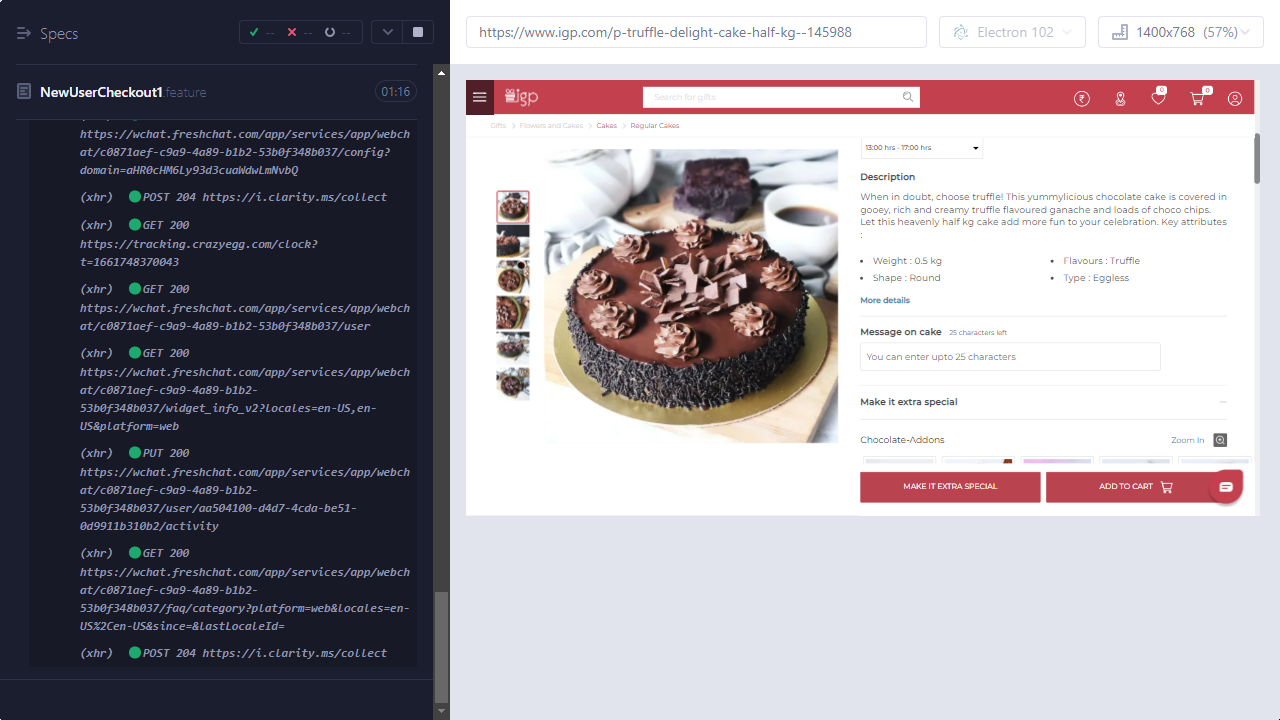 Specs
--
--
--
https://www.igp.com/p-truffle-delight-cake-half-kg--145988
Electron 102
1400x768 (57%)
NewUserCheckout1.feature
01:16
https://wchat.freshchat.com/app/services/app/webch
at/c0871aef-c9a9-4a89-b1b2-53b0f348b037/config?
domain=aHR0cHM6Ly93d3cuaWdwLmNvbQ
(xhr) POST 204 https://i.clarity.ms/collect
(xhr) GET 200
https://tracking.crazyegg.com/clock?
t=1661748370043
(xhr) GET 200
https://wchat.freshchat.com/app/services/app/webch
at/c0871aef-c9a9-4a89-b1b2-53b0f348b037/user
(xhr) GET 200
https://wchat.freshchat.com/app/services/app/webch
at/c0871aef-c9a9-4a89-b1b2-
53b0f348b037/widget_info_v2?locales=en-US,en-
US&platform=web
(xhr) PUT 200
https://wchat.freshchat.com/app/services/app/webch
at/c0871aef-c9a9-4a89-b1b2-
53b0f348b037/user/aa504100-d4d7-4cda-be51-
0d9911b310b2/activity
(xhr) GET 200
https://wchat.freshchat.com/app/services/app/webch
at/c0871aef-c9a9-4a89-b1b2-
53b0f348b037/faq/category?platform=web&locales=en-
US%2Cen-US&since=&lastLocaleId=
(xhr) POST 204 https://i.clarity.ms/collect
igp
Search for gifts
0
0
Gifts > Flowers and Cakes > Cakes > Regular Cakes
13:00 hrs - 17:00 hrs
Description
When in doubt, choose truffle! This yummylicious chocolate cake is covered in
gooey, rich and creamy truffle flavoured ganache and loads of choco chips.
Let this heavenly half kg cake add more fun to your celebration. Key attributes
:
• Weight : 0.5 kg
• Flavours : Truffle
• Shape : Round
• Type : Eggless
More details
Message on cake 25 characters left
You can enter upto 25 characters
Make it extra special
Chocolate-Addons
Zoom In
MAKE IT EXTRA SPECIAL
ADD TO CART